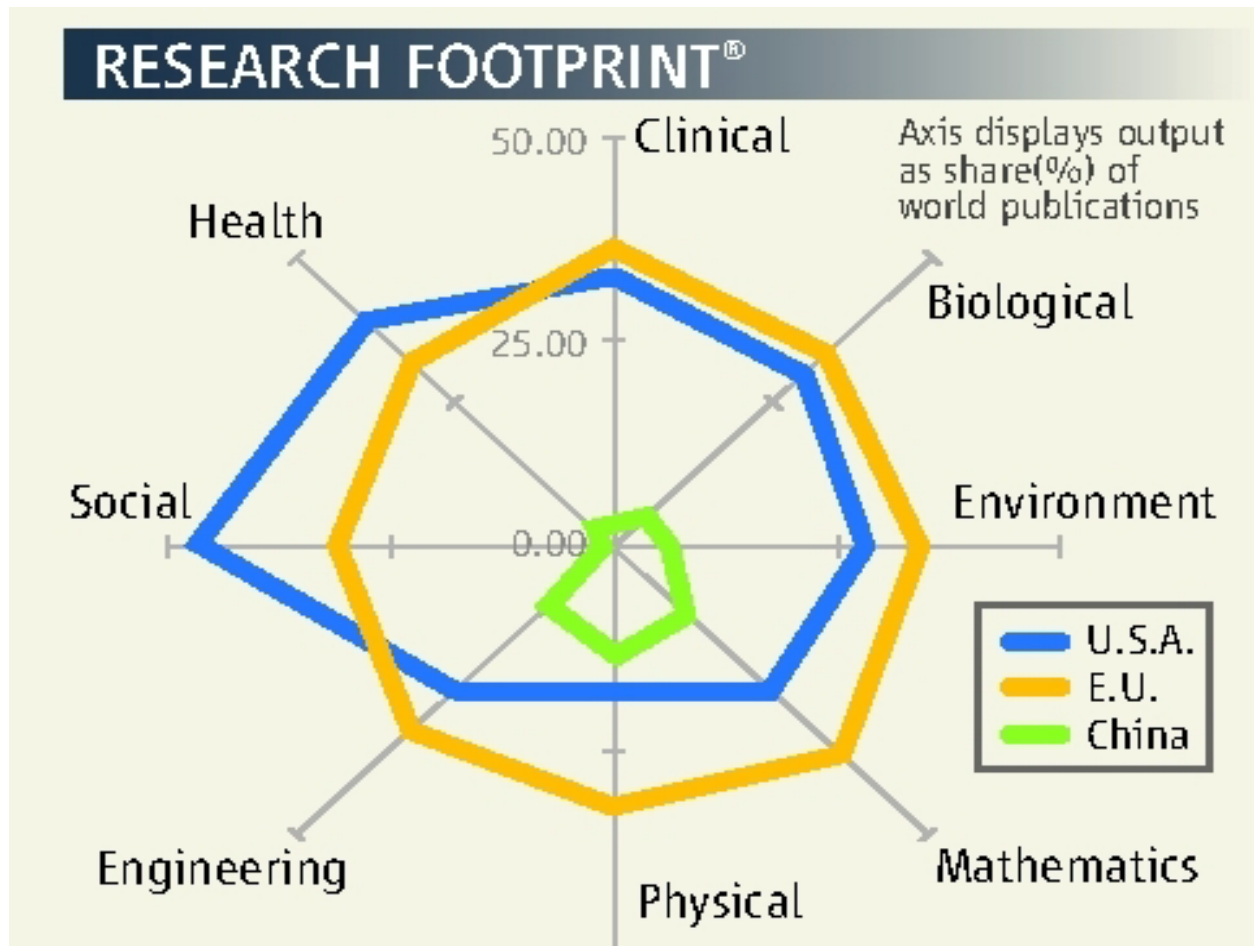 RESEARCH FOOTPRINT®
50.00
Clinical
Axis displays output
as share(%) of
world publications
Health
Biological
25.00
Social
Environment
0.00
U.S.A.
E.U.
China
Engineering
Mathematics
Physical